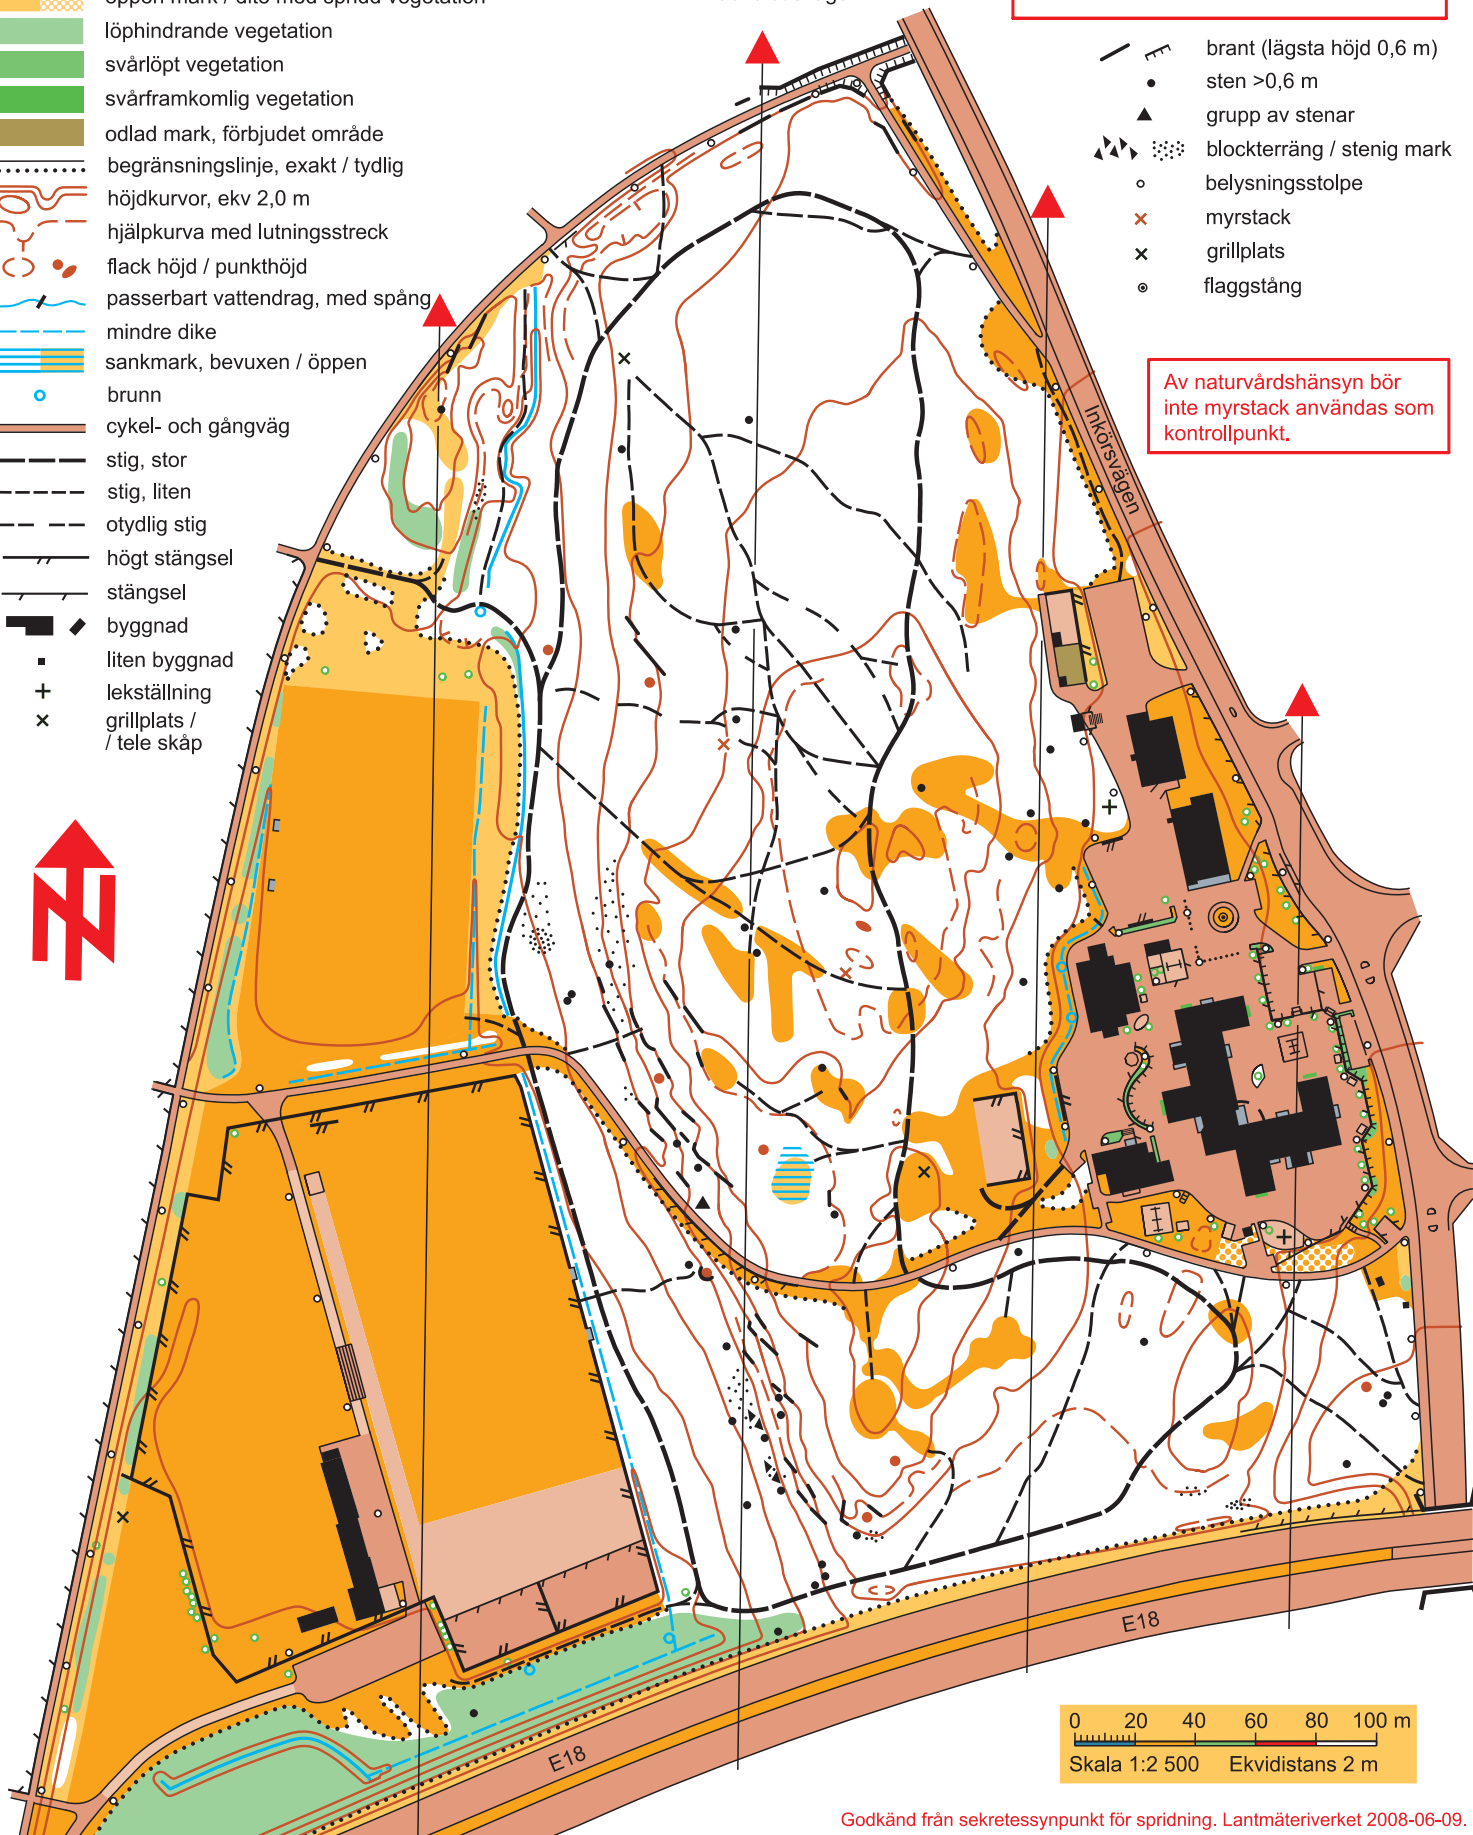 löphindrande vegetation
svårlöpt vegetation
svårframkomlig vegetation
odlad mark, förbjudet område
begränsningslinje, exakt / tydlig
höjdkurvor, ekv 2,0 m
hjälpkurva med lutningsstreck
flack höjd / punkthöjd
passerbart vattendrag, med spång
mindre dike
sankmark, bevuxen / öppen
brunn
cykel- och gångväg
stig, stor
stig, liten
otydlig stig
högt stängsel
stängsel
byggnad
liten byggnad
lekställning
grillplats /
/ tele skåp
brant (lägsta höjd 0,6 m)
sten >0,6 m
grupp av stenar
blockterräng / stenig mark
belysningsstolpe
myrstack
grillplats
flaggstång
Av naturvårdshänsyn bör
inte myrstack användas som
kontrollpunkt.
Inkörsvägen
E18
E18
0 20 40 60 80 100 m
Skala 1:2 500 Ekvidistans 2 m
Godkänd från sekretessynpunkt för spridning. Lantmäteriverket 2008-06-09.